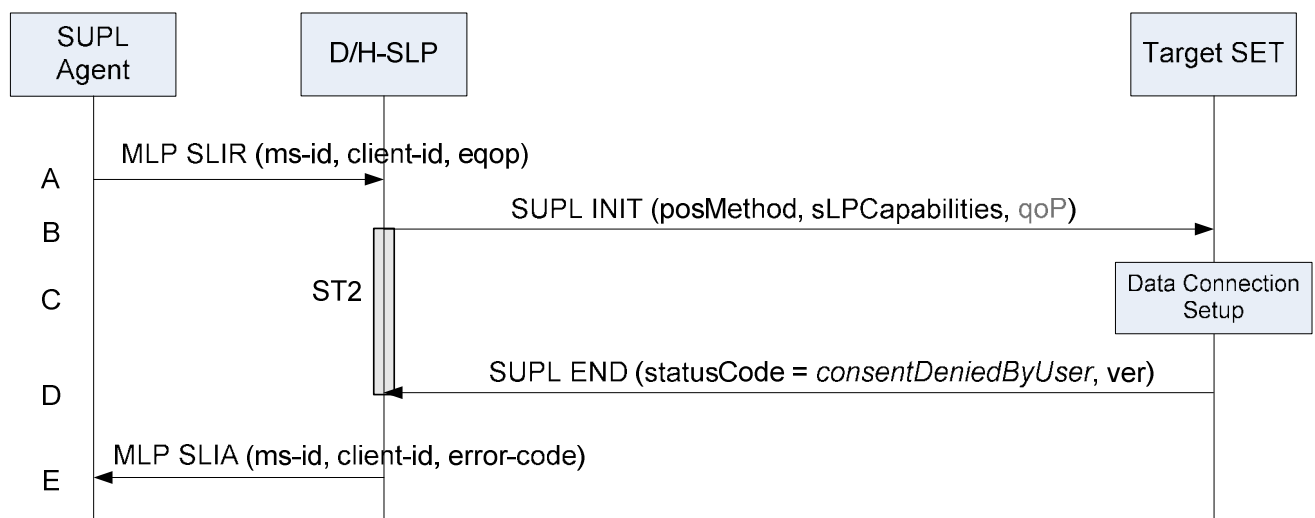 SUPL
Agent
D/H-SLP
Target SET
MLP SLIR (ms-id, client-id, eqop)
A
SUPL INIT (posMethod, sLPCapabilities, qoP)
B
ST2
C
Data Connection
Setup
SUPL END (statusCode = consentDeniedByUser, ver)
D
MLP SLIA (ms-id, client-id, error-code)
E